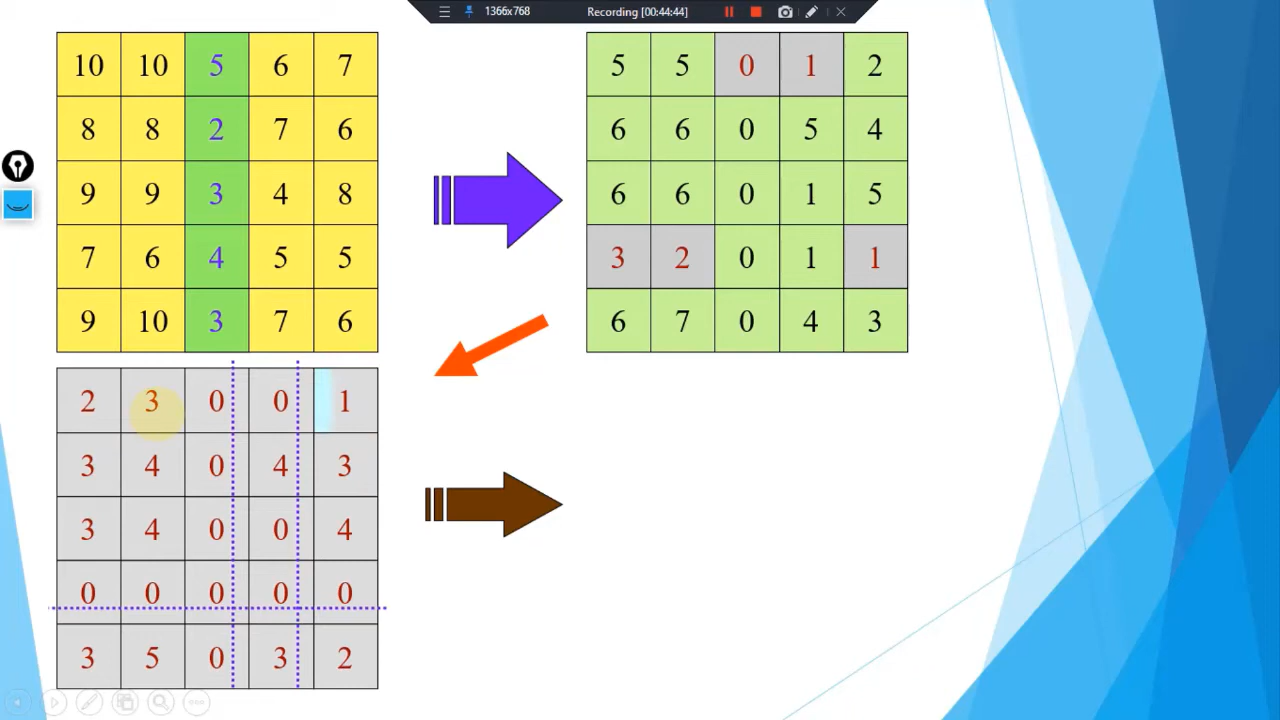 1366x768
Recording [00:44:44]
10 10 5 6 7
8 8 2 7 6
9 9 3 4 8
7 6 4 5 5
9 10 3 7 6
5 5 0 1 2
6 6 0 5 4
6 6 0 1 5
3 2 0 1 1
6 7 0 4 3
2 3 0 0 1
3 4 0 4 3
3 4 0 0 4
0 0 0 0 0
3 5 0 3 2